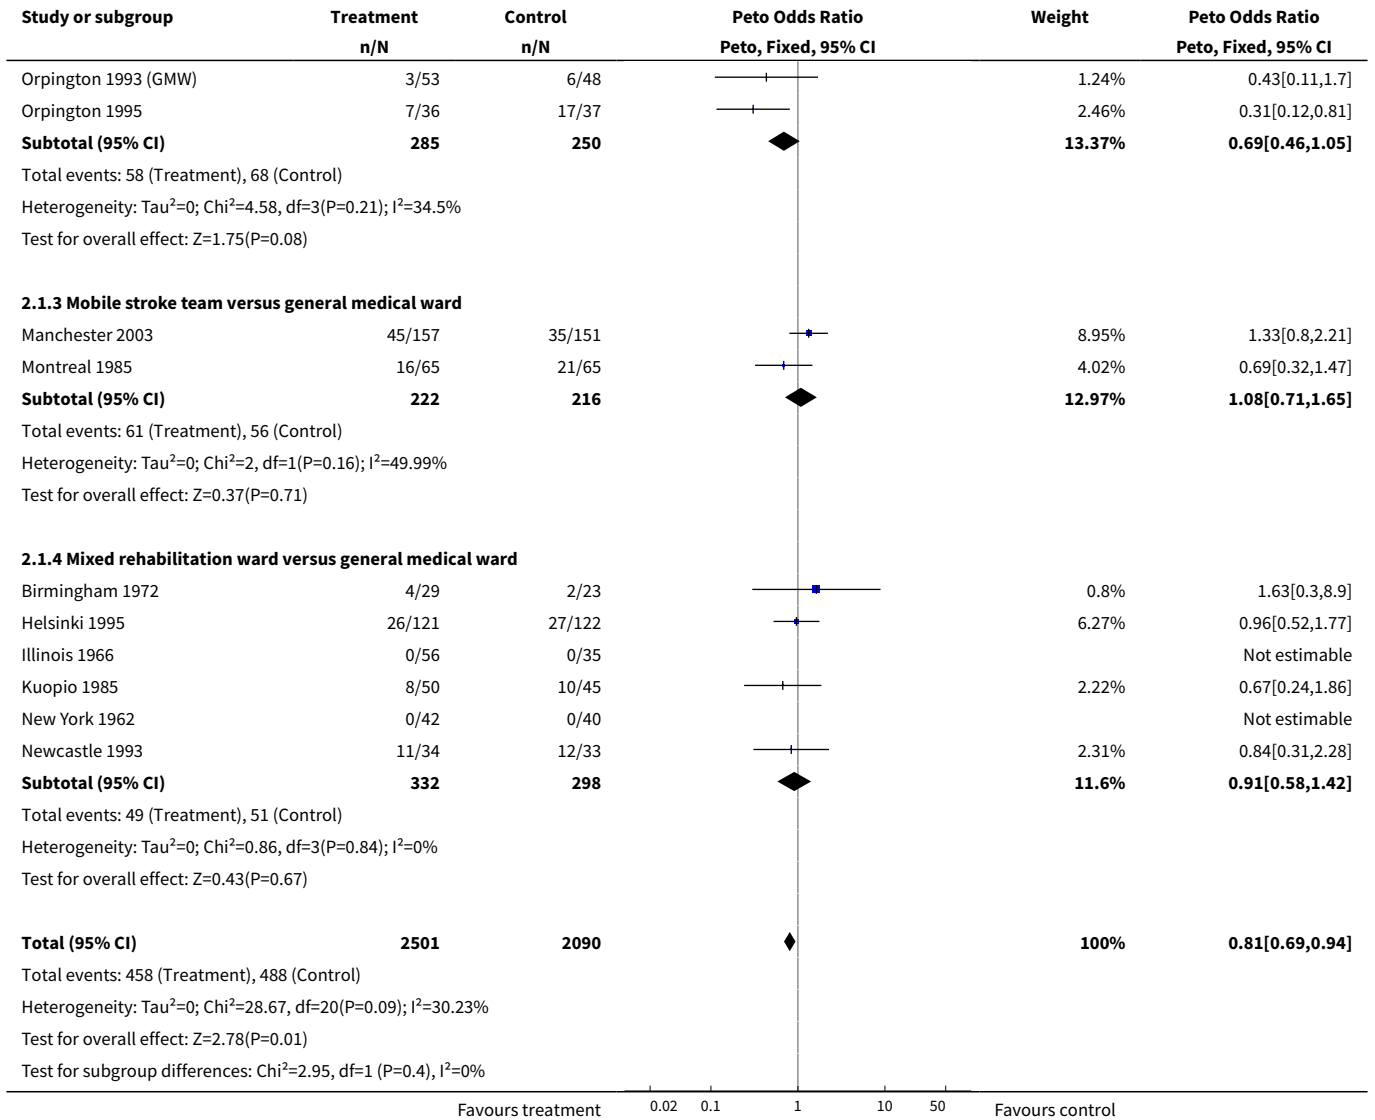 Study or subgroup Treatment Control Peto Odds Ratio Weight Peto Odds Ratio
n/N n/N Peto, Fixed, 95% CI Peto, Fixed, 95% CI
Orpington 1993 (GMW) 3/53 6/48 1.24% 0.43[0.11,1.7]
Orpington 1995 7/36 17/37 2.46% 0.31[0.12,0.81]
Subtotal (95% CI) 285 250 13.37% 0.69[0.46,1.05]
Total events: 58 (Treatment), 68 (Control)
Heterogeneity: Tau²=0; Chi²=4.58, df=3(P=0.21); I²=34.5%
Test for overall effect: Z=1.75(P=0.08)
2.1.3 Mobile stroke team versus general medical ward
Manchester 2003 45/157 35/151 8.95% 1.33[0.8,2.21]
Montreal 1985 16/65 21/65 4.02% 0.69[0.32,1.47]
Subtotal (95% CI) 222 216 12.97% 1.08[0.71,1.65]
Total events: 61 (Treatment), 56 (Control)
Heterogeneity: Tau²=0; Chi²=2, df=1(P=0.16); I²=49.99%
Test for overall effect: Z=0.37(P=0.71)
2.1.4 Mixed rehabilitation ward versus general medical ward
Birmingham 1972 4/29 2/23 0.8% 1.63[0.3,8.9]
Helsinki 1995 26/121 27/122 6.27% 0.96[0.52,1.77]
Illinois 1966 0/56 0/35 Not estimable
Kuopio 1985 8/50 10/45 2.22% 0.67[0.24,1.86]
New York 1962 0/42 0/40 Not estimable
Newcastle 1993 11/34 12/33 2.31% 0.84[0.31,2.28]
Subtotal (95% CI) 332 298 11.6% 0.91[0.58,1.42]
Total events: 49 (Treatment), 51 (Control)
Heterogeneity: Tau²=0; Chi²=0.86, df=3(P=0.84); I²=0%
Test for overall effect: Z=0.43(P=0.67)
Total (95% CI) 2501 2090 100% 0.81[0.69,0.94]
Total events: 458 (Treatment), 488 (Control)
Heterogeneity: Tau²=0; Chi²=28.67, df=20(P=0.09); I²=30.23%
Test for overall effect: Z=2.78(P=0.01)
Test for subgroup differences: Chi²=2.95, df=1 (P=0.4), I²=0%
Favours treatment 0.02 0.1 1 10 50 Favours control